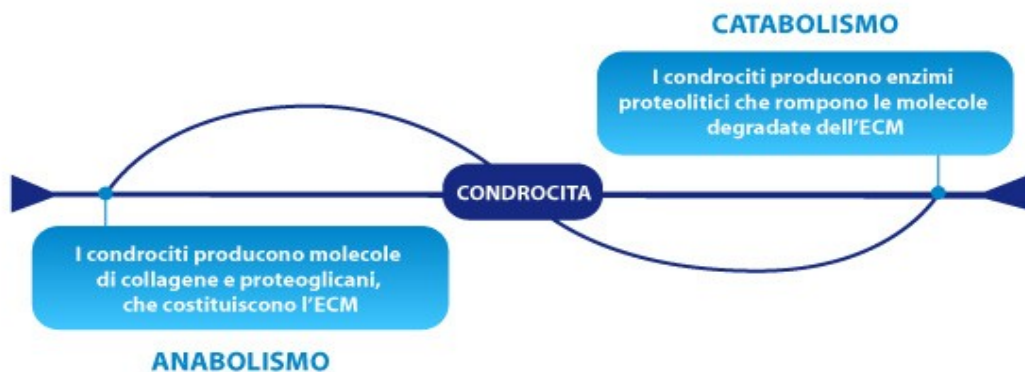 CATABOLISMO
I condrociti producono enzimi
proteolitici che rompono le molecole
degradate dell'ECM
CONDROCITA
I condrociti producono molecole
di collagene e proteoglicani,
che costituiscono l'ECM
ANABOLISMO